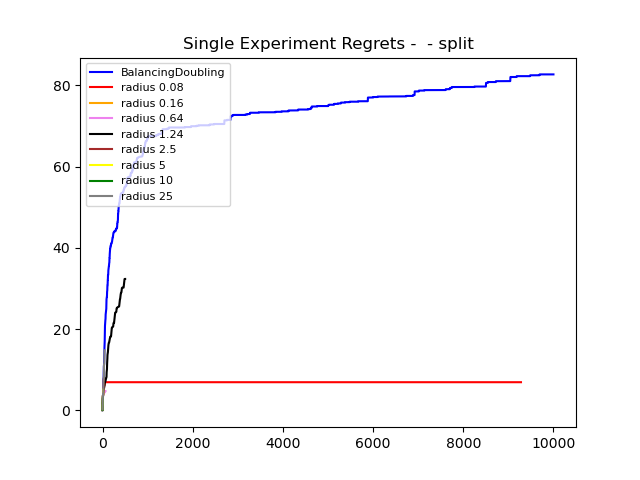 Single Experiment Regrets -  - split
BalancingDoubling
radius 0.08
radius 0.16
radius 0.64
radius 1.24
radius 2.5
radius 5
radius 10
radius 25
80
60
40
20
0
0 2000 4000 6000 8000 10000